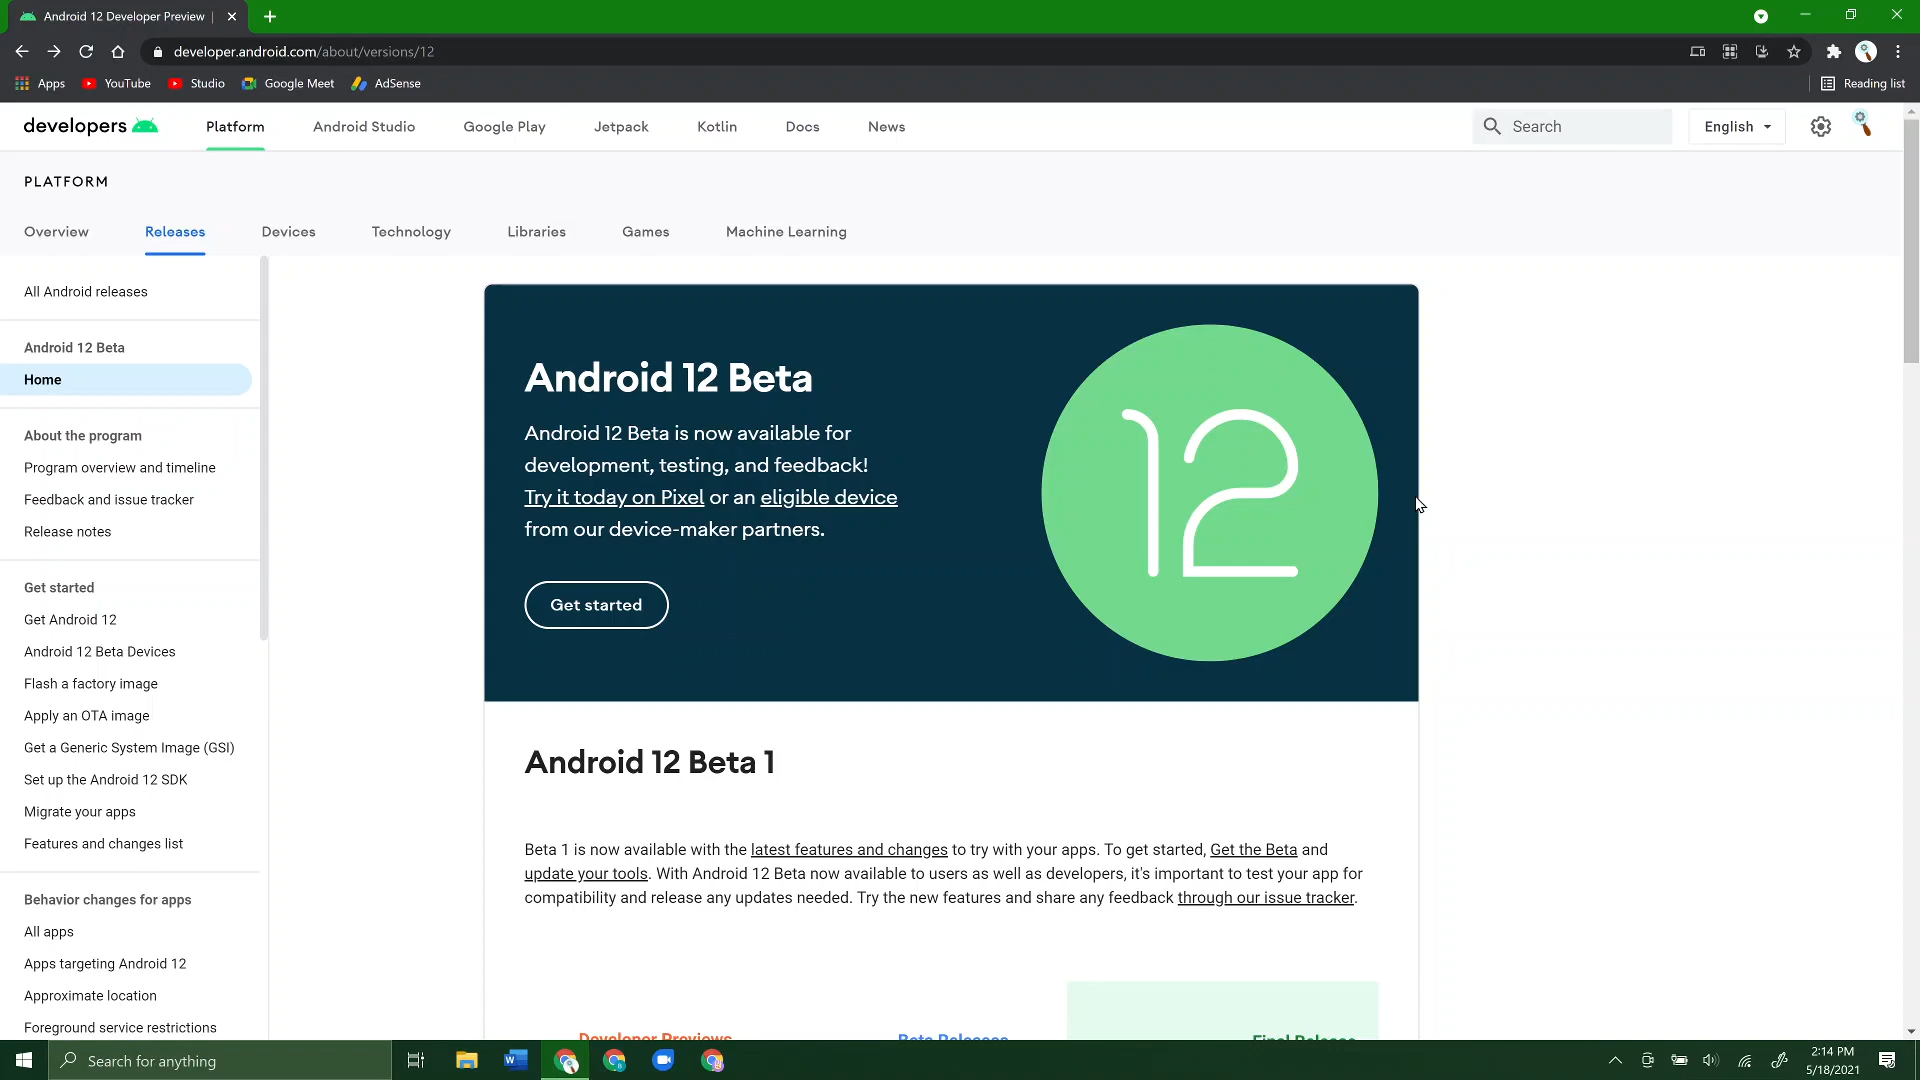 Android 12 Developer Preview
developer.android.com/about/versions/12
Apps
YouTube
Studio
Google Meet
AdSense
Reading list
developers
Platform
Android Studio
Google Play
Jetpack
Kotlin
Docs
News
Search
English
PLATFORM
Overview
Releases
Devices
Technology
Libraries
Games
Machine Learning
All Android releases
Android 12 Beta
Home
About the program
Program overview and timeline
Feedback and issue tracker
Release notes
Get started
Get Android 12
Android 12 Beta Devices
Flash a factory image
Apply an OTA image
Get a Generic System Image (GSI)
Set up the Android 12 SDK
Migrate your apps
Features and changes list
Behavior changes for apps
All apps
Apps targeting Android 12
Approximate location
Foreground service restrictions
Android 12 Beta
Android 12 Beta is now available for
development, testing, and feedback!
Try it today on Pixel or an eligible device
from our device-maker partners.
Get started
12
Android 12 Beta 1
Beta 1 is now available with the latest features and changes to try with your apps. To get started, Get the Beta and
update your tools. With Android 12 Beta now available to users as well as developers, it's important to test your app for
compatibility and release any updates needed. Try the new features and share any feedback through our issue tracker.
Developer Previews
Beta Releases
Final Release
Search for anything
2:14 PM
5/18/2021